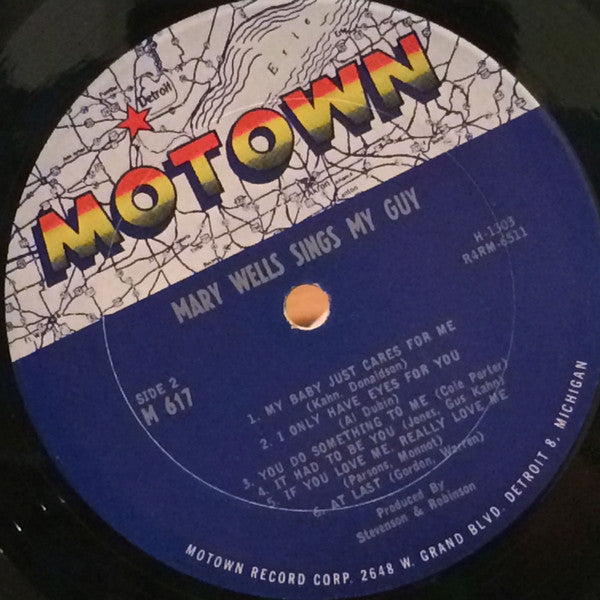 Erie
Detroit
MOTOWN
MARY WELLS SINGS MY GUY
H-1303
R4RM-6511
SIDE 2
M 617
1. MY BABY JUST CARES FOR ME
(Kahn, Donaldson)
2. I ONLY HAVE EYES FOR YOU
(Al Dubin)
3. YOU DO SOMETHING TO ME (Cole Porter)
4. IT HAD TO BE YOU (Jones, Gus Kahn)
5. IF YOU LOVE ME, REALLY LOVE ME
(Parsons, Monnot)
6. AT LAST (Gordon, Warren)
Produced By
Stevenson & Robinson
MOTOWN RECORD CORP. 2648 W. GRAND BLVD. DETROIT 8, MICHIGAN